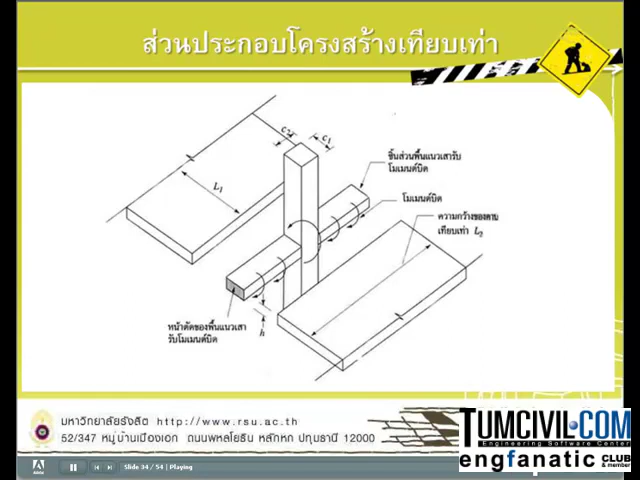 ส่วนประกอบโครงสร้างเทียบเท่า
c2
c1
ชิ้นส่วนพื้นแนวเสารับ
โมเมนต์บิด
L1
โมเมนต์บิด
ความกว้างของคาน
เทียบเท่า L2
หน้าตัดของพื้นแนวเสา
รับโมเมนต์บิด
h
มหาวิทยาลัยรังสิต http://www.rsu.ac.th
52/347 หมู่บ้านเมืองเอก ถนนพหลโยธิน หลักหก ปทุมธานี 12000
TUMCIVIL.COM
Engineering Software Center
engfanatic CLUB
& member
Adobe
Slide 34 / 54 | Playing